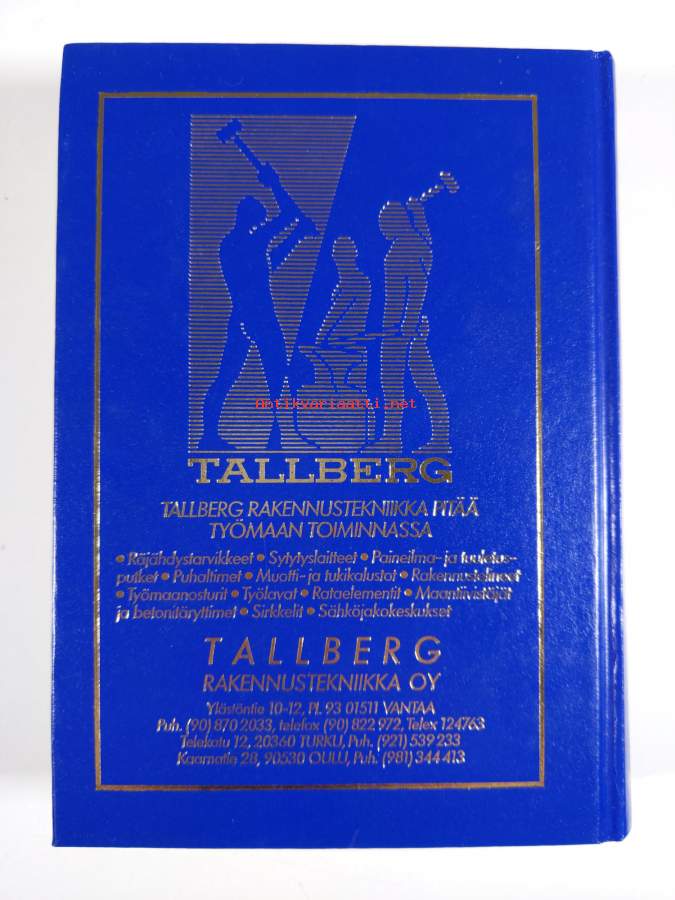 antikvariaatti.net
TALLBERG
TALLBERG RAKENNUSTEKNIIKKA PITÄÄ
TYÖMAAN TOIMINNASSA
• Räjähdystarvikkeet • Sytytyslaitteet • Paineilma- ja tuuletus-
putket • Puhaltimet • Muotti- ja tukikalustot • Rakennustelineet
• Työmaanosturit • Työlavat • Rataelementit • Maantiivistäjät
ja betonitäryttimet • Sirkkelit • Sähköjakokeskukset
TALLBERG
RAKENNUSTEKNIIKKA OY
Ylästöntie 10-12, PL 93 01511 VANTAA
Puh. (90) 870 2033, telefax (90) 822 972, Telex 124763
Telekatu 12, 20360 TURKU, Puh. (921) 539 233
Kaarnatie 28, 90530 OULU, Puh. (981) 344 413